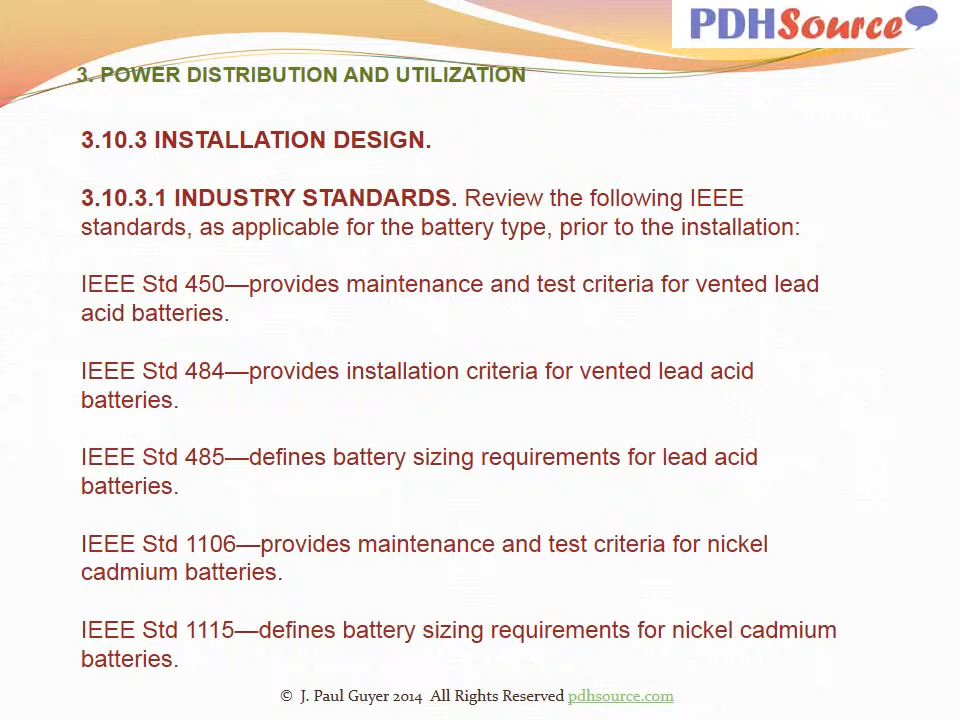 PDHSource
3. POWER DISTRIBUTION AND UTILIZATION
3.10.3 INSTALLATION DESIGN.
3.10.3.1 INDUSTRY STANDARDS. Review the following IEEE
standards, as applicable for the battery type, prior to the installation:
IEEE Std 450—provides maintenance and test criteria for vented lead
acid batteries.
IEEE Std 484—provides installation criteria for vented lead acid
batteries.
IEEE Std 485—defines battery sizing requirements for lead acid
batteries.
IEEE Std 1106—provides maintenance and test criteria for nickel
cadmium batteries.
IEEE Std 1115—defines battery sizing requirements for nickel cadmium
batteries.
© J. Paul Guyer 2014 All Rights Reserved pdhsource.com